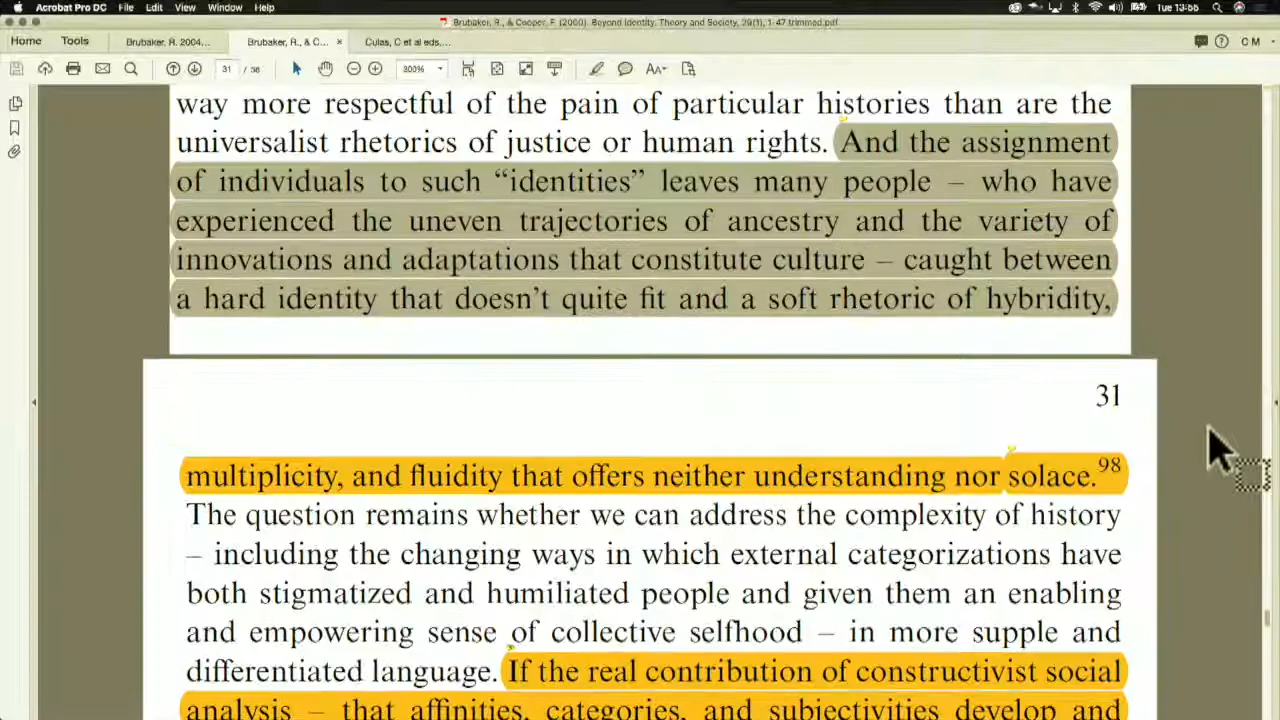 Acrobat Pro DC File Edit View Window Help Tue 13:55
Brubaker, R., & Cooper, F. (2000). Beyond Identity. Theory and Society, 29(1), 1-47 trimmed.pdf
Home Tools Brubaker, R. 2004... Brubaker, R., & C... × Culas, C et al eds.... C M
31 / 38 300%
way more respectful of the pain of particular histories than are the
universalist rhetorics of justice or human rights. And the assignment
of individuals to such “identities” leaves many people – who have
experienced the uneven trajectories of ancestry and the variety of
innovations and adaptations that constitute culture – caught between
a hard identity that doesn’t quite fit and a soft rhetoric of hybridity,
31
multiplicity, and fluidity that offers neither understanding nor solace.98
The question remains whether we can address the complexity of history
– including the changing ways in which external categorizations have
both stigmatized and humiliated people and given them an enabling
and empowering sense of collective selfhood – in more supple and
differentiated language. If the real contribution of constructivist social
analysis – that affinities, categories, and subjectivities develop and